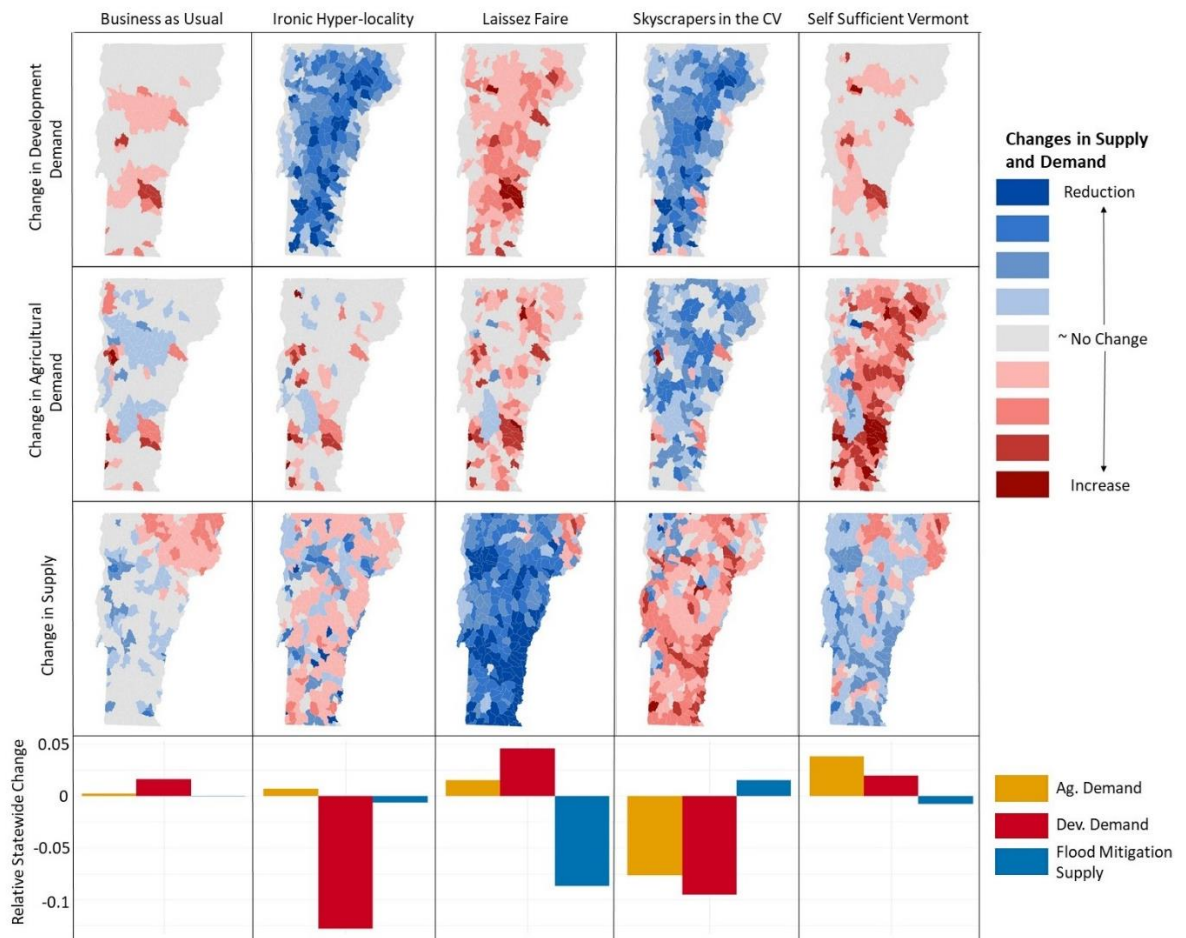 Business as Usual
Ironic Hyper-locality
Laissez Faire
Skyscrapers in the CV
Self Sufficient Vermont
Change in Development
Demand
Change in Agricultural
Demand
Change in Supply
Relative Statewide Change
0.05
0
-0.05
-0.1
Changes in Supply
and Demand
Reduction
~ No Change
Increase
Ag. Demand
Dev. Demand
Flood Mitigation
Supply